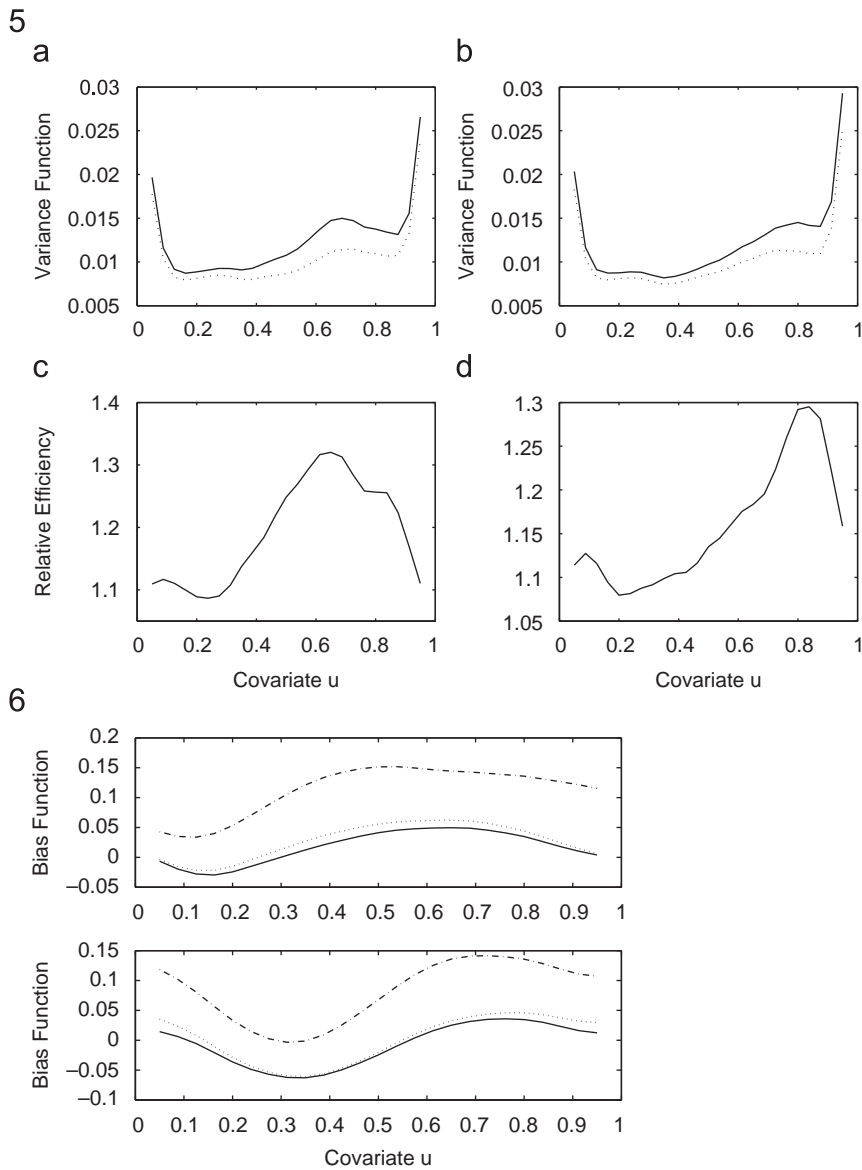 5
a
b
0.03
0.025
0.02
0.015
0.01
0.005
Variance Function
0 0.2 0.4 0.6 0.8 1
0.03
0.025
0.02
0.015
0.01
0.005
Variance Function
0 0.2 0.4 0.6 0.8 1
c
d
1.4
1.3
1.2
1.1
Relative Efficiency
0 0.2 0.4 0.6 0.8 1
Covariate u
1.3
1.25
1.2
1.15
1.1
1.05
0 0.2 0.4 0.6 0.8 1
Covariate u
6
0.2
0.15
0.1
0.05
0
–0.05
Bias Function
0 0.1 0.2 0.3 0.4 0.5 0.6 0.7 0.8 0.9 1
0.15
0.1
0.05
0
–0.05
–0.1
Bias Function
0 0.1 0.2 0.3 0.4 0.5 0.6 0.7 0.8 0.9 1
Covariate u